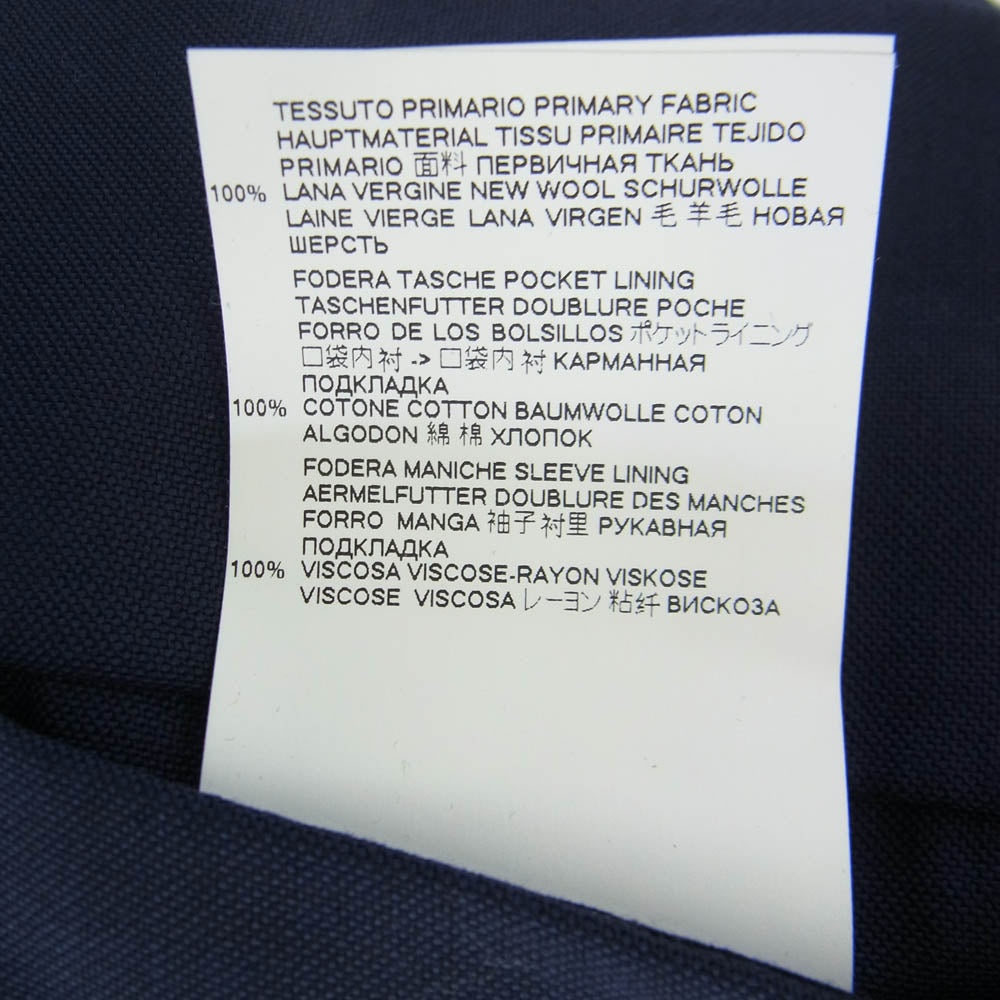 TESSUTO PRIMARIO PRIMARY FABRIC
HAUPTMATERIAL TISSU PRIMAIRE TEJIDO
PRIMARIO 面料 ПЕРВИЧНАЯ ТКАНЬ
100% LANA VERGINE NEW WOOL SCHURWOLLE
LAINE VIERGE LANA VIRGEN 毛 羊毛 НОВАЯ
ШЕРСТЬ
FODERA TASCHE POCKET LINING
TASCHENFUTTER DOUBLURE POCHE
FORRO DE LOS BOLSILLOS ポケットライニング
口袋内衬 -> 口袋内衬 КАРМАННАЯ
ПОДКЛАДКА
100% COTONE COTTON BAUMWOLLE COTON
ALGODON 綿 棉 ХЛОПОК
FODERA MANICHE SLEEVE LINING
AERMELFUTTER DOUBLURE DES MANCHES
FORRO MANGA 袖子衬里 РУКАВНАЯ
ПОДКЛАДКА
100% VISCOSA VISCOSE-RAYON VISKOSE
VISCOSE VISCOSA レーヨン 粘纤 ВИСКОЗА